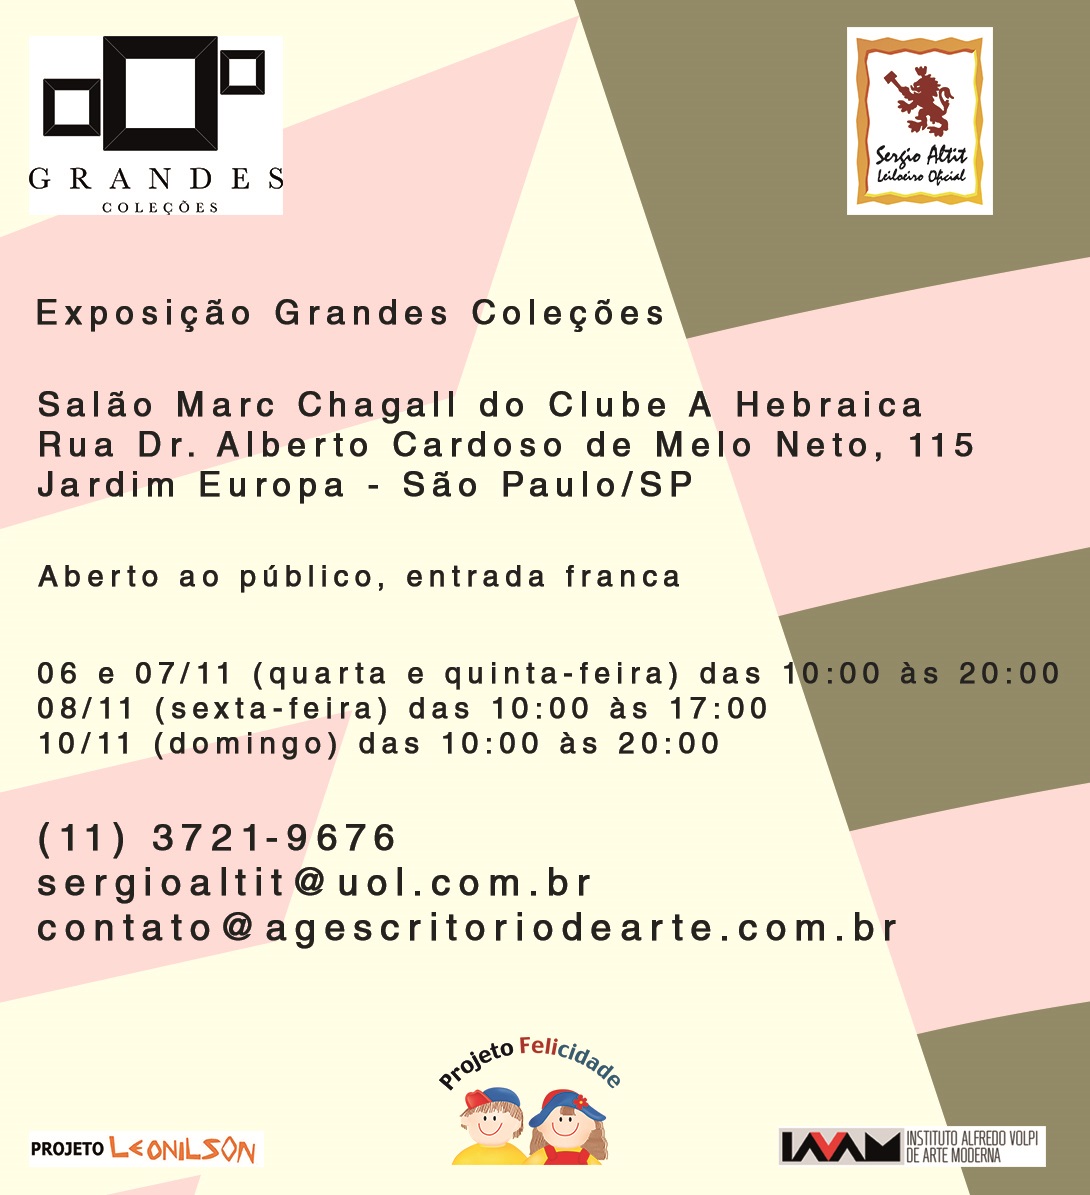 GRANDES
COLEÇÕES
Sergio Altit
Leiloeiro Oficial
Exposição Grandes Coleções
Salão Marc Chagall do Clube A Hebraica
Rua Dr. Alberto Cardoso de Melo Neto, 115
Jardim Europa - São Paulo/SP
Aberto ao público, entrada franca
06 e 07/11 (quarta e quinta-feira) das 10:00 às 20:00
08/11 (sexta-feira) das 10:00 às 17:00
10/11 (domingo) das 10:00 às 20:00
(11) 3721-9676
sergioaltit@uol.com.br
contato@agescritoriodearte.com.br
Projeto Felicidade
PROJETO LEONILSON
IAVAM INSTITUTO ALFREDO VOLPI
DE ARTE MODERNA